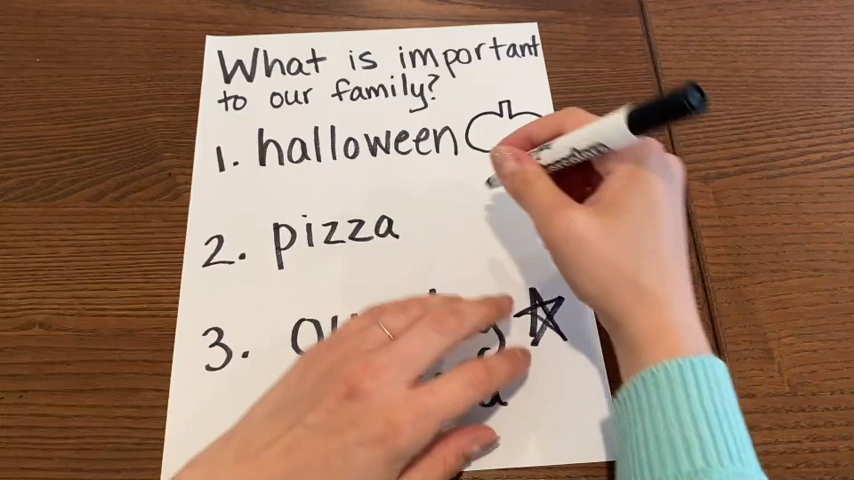 What is important
to our family?
1. halloween
2. pizza
3.